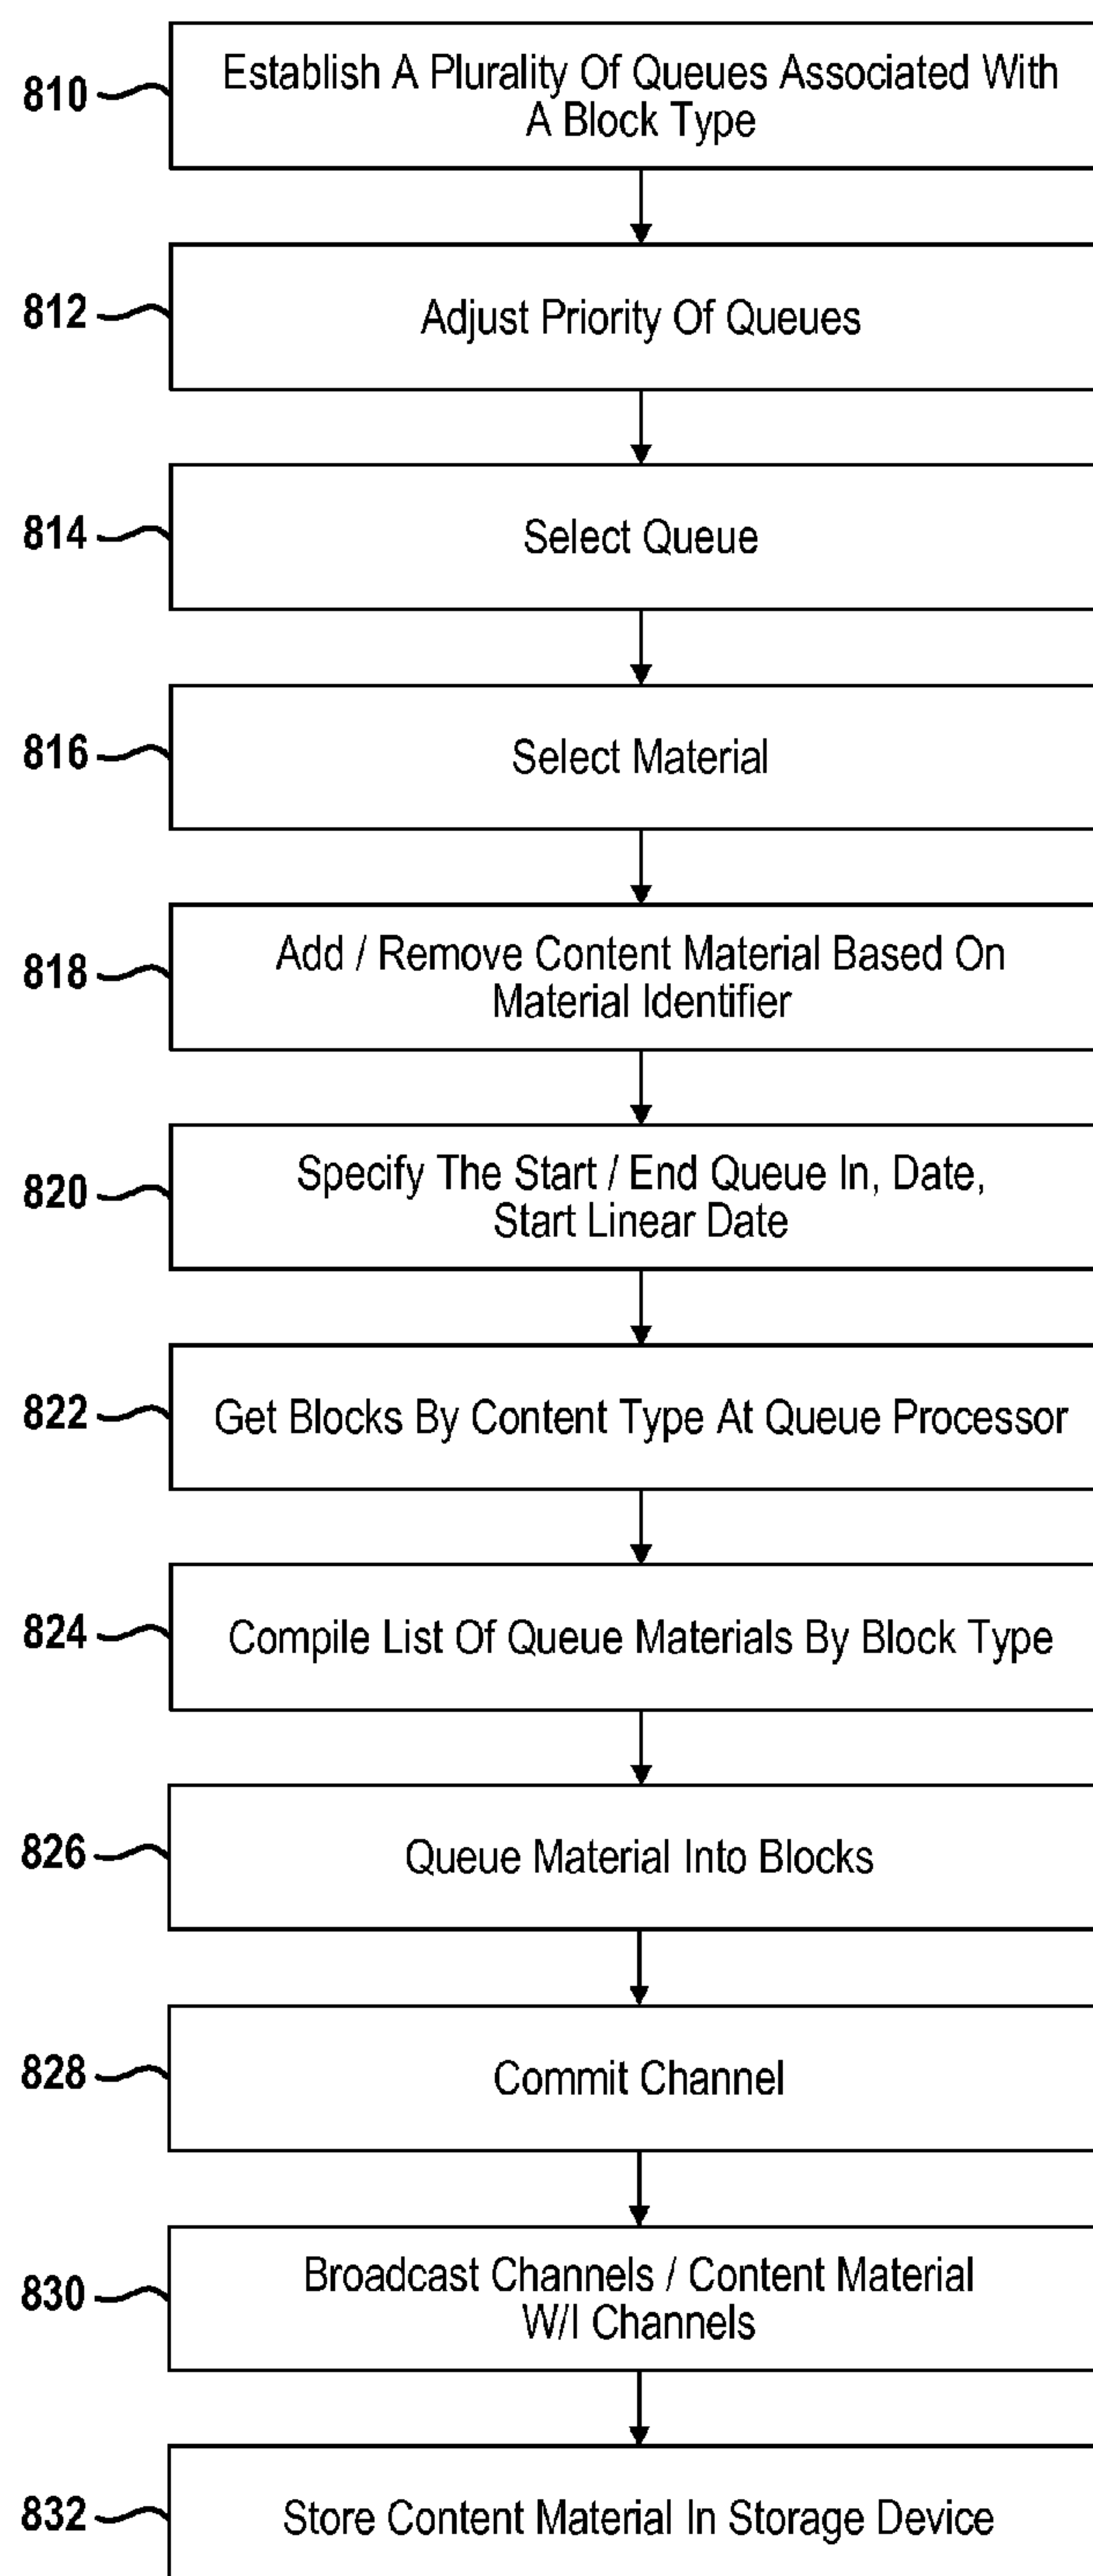 810
Establish A Plurality Of Queues Associated With
A Block Type
812
Adjust Priority Of Queues
814
Select Queue
816
Select Material
818
Add / Remove Content Material Based On
Material Identifier
820
Specify The Start / End Queue In, Date,
Start Linear Date
822
Get Blocks By Content Type At Queue Processor
824
Compile List Of Queue Materials By Block Type
826
Queue Material Into Blocks
828
Commit Channel
830
Broadcast Channels / Content Material
W/I Channels
832
Store Content Material In Storage Device